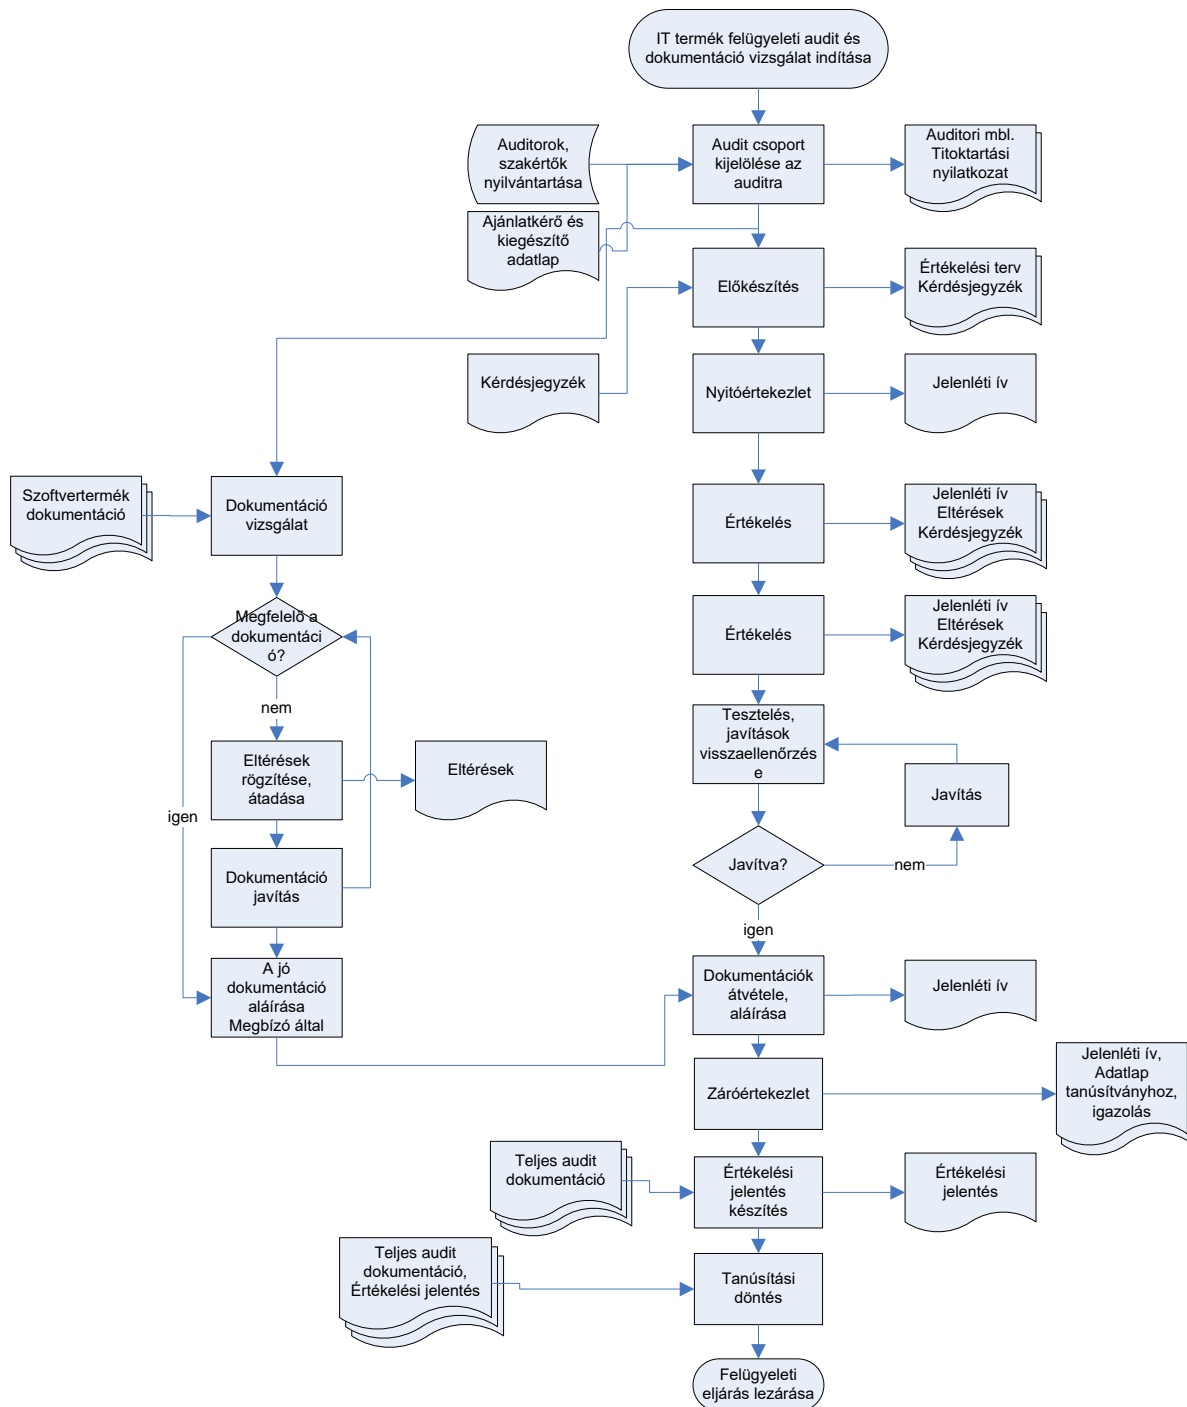 IT termék felügyeleti audit és
dokumentáció vizsgálat indítása
Auditorok,
szakértők
nyilvántartása
Audit csoport
kijelölése az
auditra
Auditori mbl.
Titoktartási
nyilatkozat
Ajánlatkérő és
kiegészítő
adatlap
Előkészítés
Értékelési terv
Kérdésjegyzék
Kérdésjegyzék
Nyitóértekezlet
Jelenléti ív
Szoftvertermék
dokumentáció
Dokumentáció
vizsgálat
Értékelés
Jelenléti ív
Eltérések
Kérdésjegyzék
Megfelelő a
dokumentáci
ó?
Értékelés
Jelenléti ív
Eltérések
Kérdésjegyzék
nem
Tesztelés,
javítások
visszaellenőrzés
e
Eltérések
rögzítése,
átadása
Eltérések
Javítás
igen
Javítva?
nem
Dokumentáció
javítás
igen
A jó
dokumentáció
aláírása
Megbízó által
Dokumentációk
átvétele,
aláírása
Jelenléti ív
Záróértekezlet
Jelenléti ív,
Adatlap
tanúsítványhoz,
igazolás
Teljes audit
dokumentáció
Értékelési
jelentés
készítés
Értékelési
jelentés
Teljes audit
dokumentáció,
Értékelési jelentés
Tanúsítási
döntés
Felügyeleti
eljárás lezárása